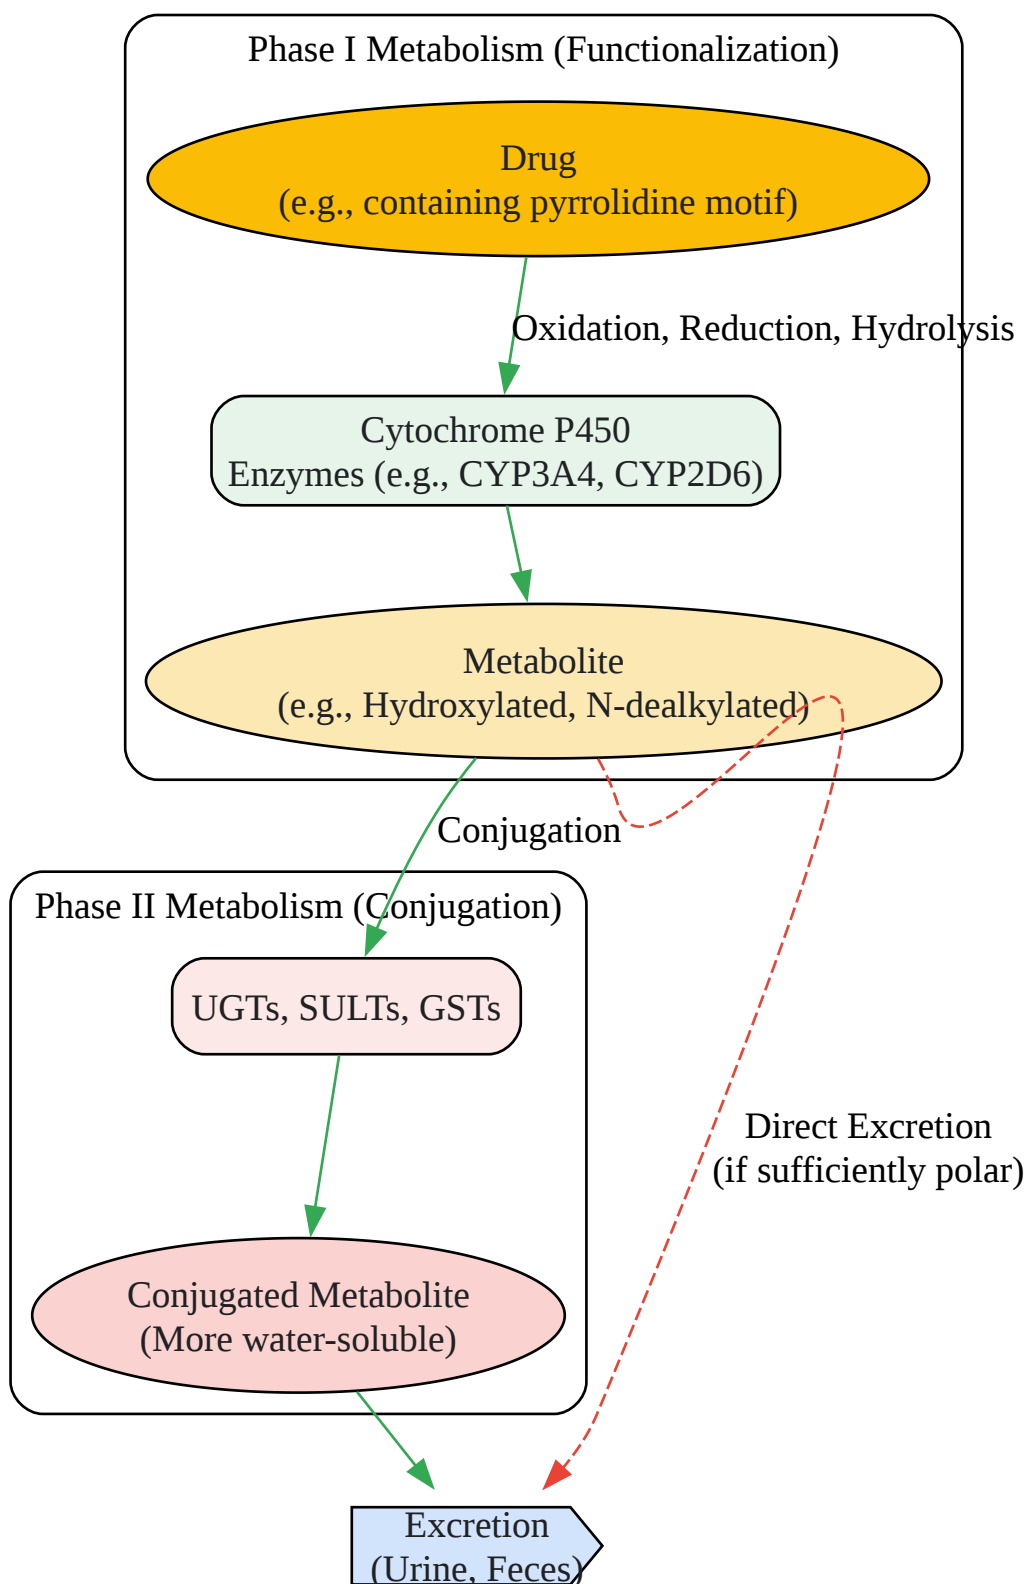 Phase I Metabolism (Functionalization)
Drug
(e.g., containing pyrrolidine motif)
Oxidation, Reduction, Hydrolysis
Cytochrome P450
Enzymes (e.g., CYP3A4, CYP2D6)
Metabolite
(e.g., Hydroxylated, N-dealkylated)
Conjugation
Phase II Metabolism (Conjugation)
UGTs, SULTs, GSTs
Direct Excretion
(if sufficiently polar)
Conjugated Metabolite
(More water-soluble)
Excretion
(Urine, Feces)